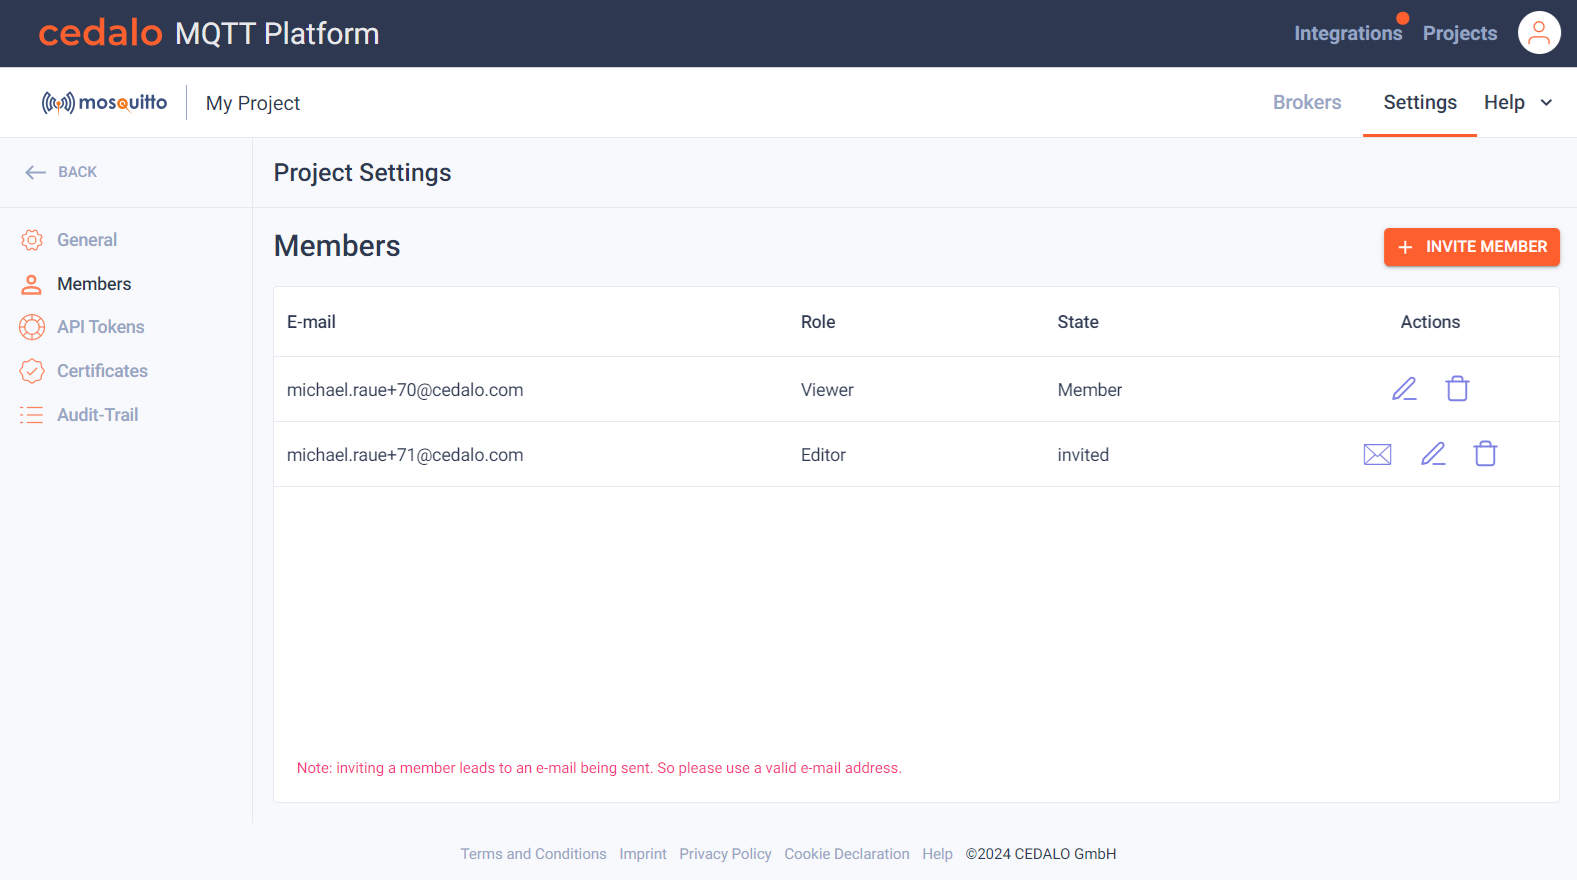 cedalo MQTT Platform Integrations Projects
mosquitto My Project Brokers Settings Help
BACK Project Settings
General
Members
API Tokens
Certificates
Audit-Trail
Members INVITE MEMBER
E-mail Role State Actions
michael.raue+70@cedalo.com Viewer Member
michael.raue+71@cedalo.com Editor invited
Note: inviting a member leads to an e-mail being sent. So please use a valid e-mail address.
Terms and Conditions Imprint Privacy Policy Cookie Declaration Help ©2024 CEDALO GmbH